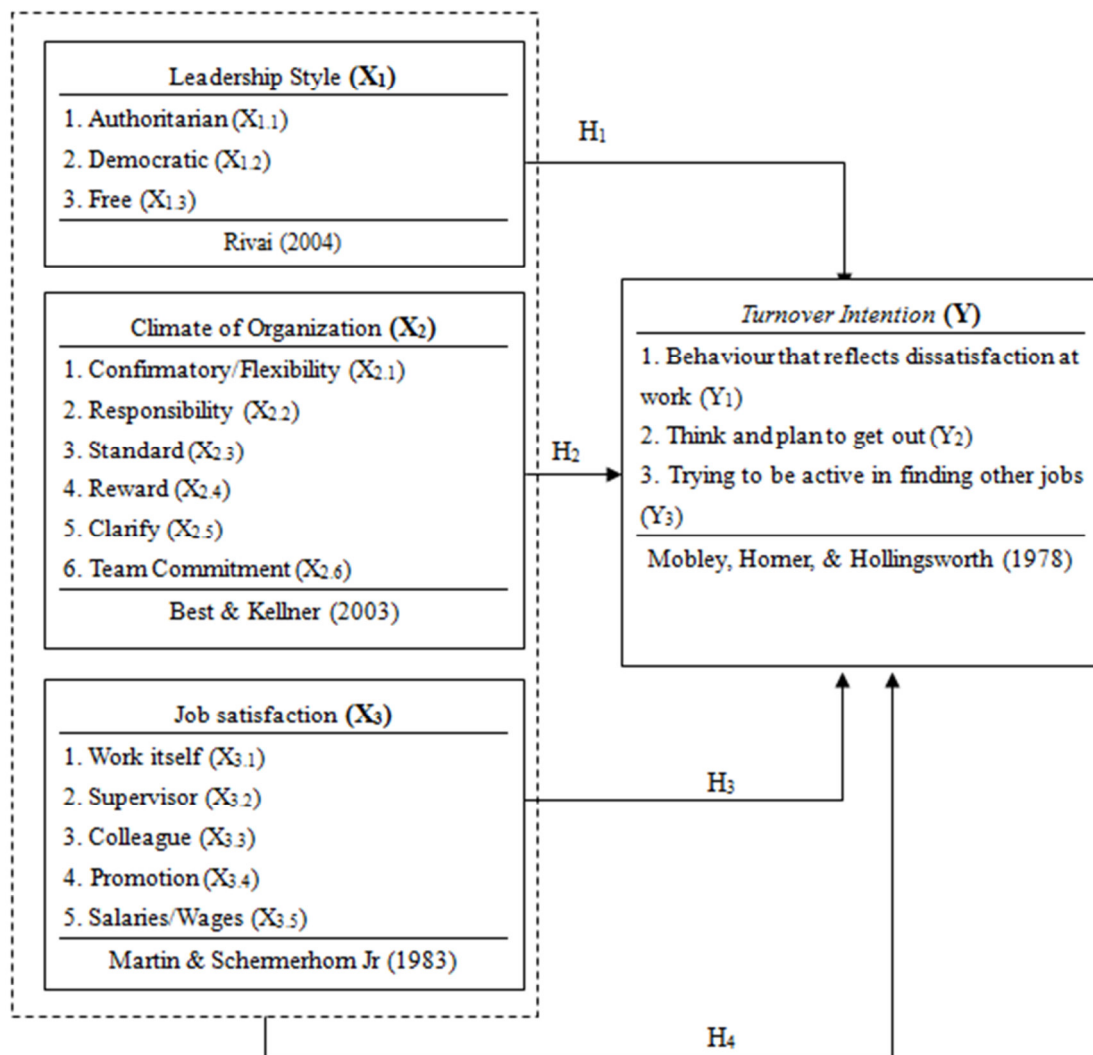 Leadership Style (X1)
1. Authoritarian (X1.1)
2. Democratic (X1.2)
3. Free (X1.3)
Rivai (2004)
H1
Climate of Organization (X2)
1. Confirmatory/Flexibility (X2.1)
2. Responsibility (X2.2)
3. Standard (X2.3)
4. Reward (X2.4)
5. Clarify (X2.5)
6. Team Commitment (X2.6)
Best & Kellner (2003)
H2
Turnover Intention (Y)
1. Behaviour that reflects dissatisfaction at
work (Y1)
2. Think and plan to get out (Y2)
3. Trying to be active in finding other jobs
(Y3)
Mobley, Horner, & Hollingsworth (1978)
Job satisfaction (X3)
1. Work itself (X3.1)
2. Supervisor (X3.2)
3. Colleague (X3.3)
4. Promotion (X3.4)
5. Salaries/Wages (X3.5)
Martin & Schermerhorn Jr (1983)
H3
H4